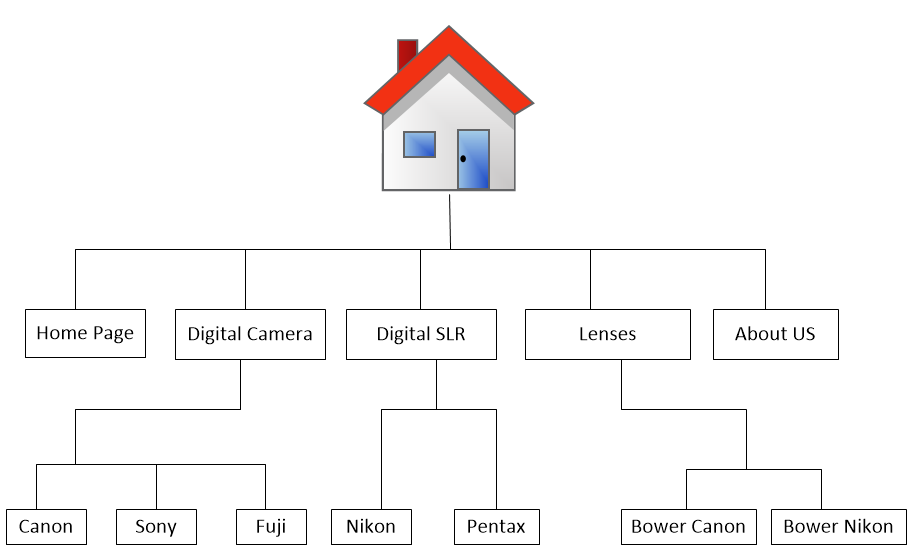 Home Page
Digital Camera
Digital SLR
Lenses
About US
Canon
Sony
Fuji
Nikon
Pentax
Bower Canon
Bower Nikon